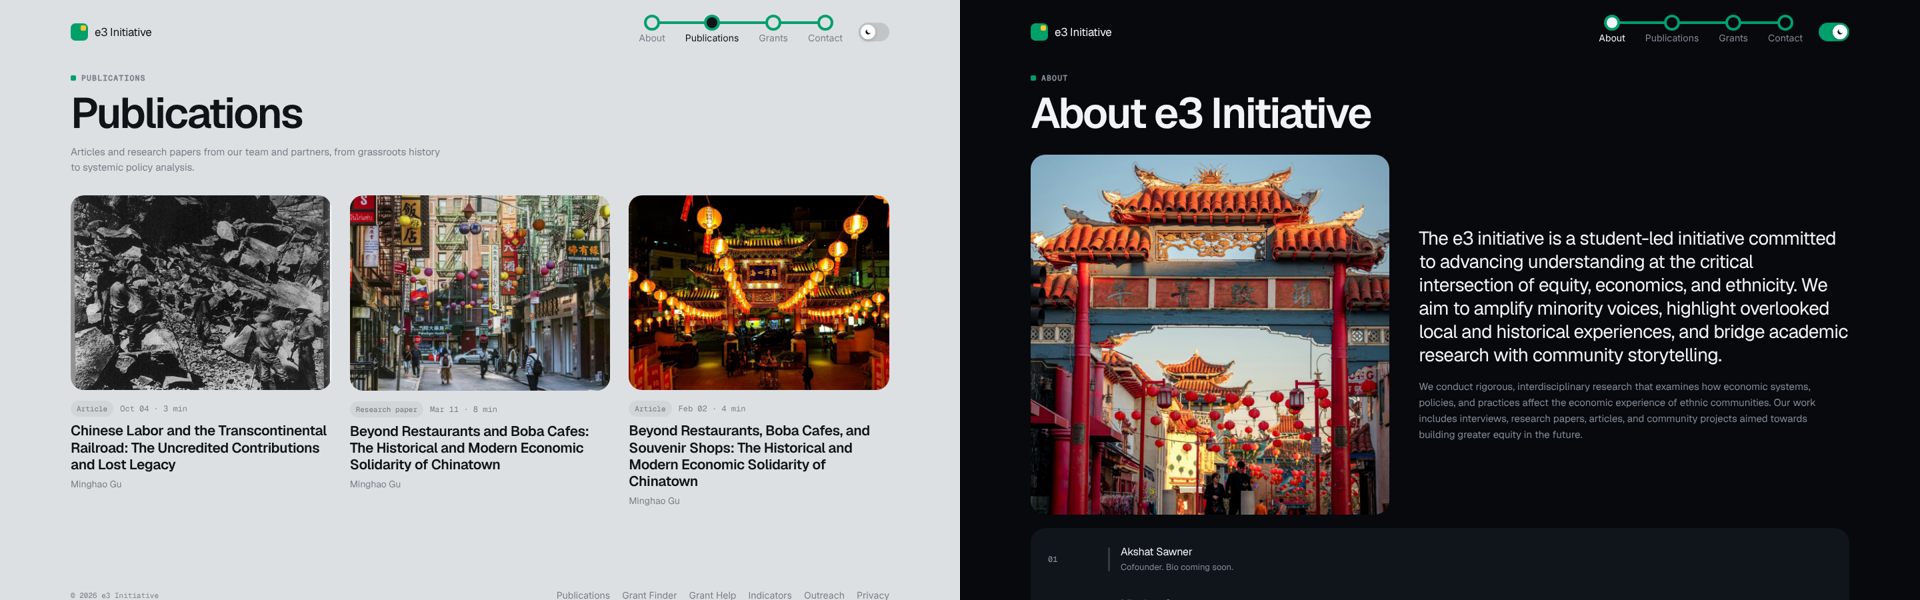 e3 Initiative
About
Publications
Grants
Contact
PUBLICATIONS
Publications
Articles and research papers from our team and partners, from grassroots history
to systemic policy analysis.
Article
Oct 04 · 3 min
Chinese Labor and the Transcontinental
Railroad: The Uncredited Contributions
and Lost Legacy
Minghao Gu
Research paper
Mar 11 · 8 min
Beyond Restaurants and Boba Cafes:
The Historical and Modern Economic
Solidarity of Chinatown
Minghao Gu
Article
Feb 02 · 4 min
Beyond Restaurants, Boba Cafes, and
Souvenir Shops: The Historical and
Modern Economic Solidarity of
Chinatown
Minghao Gu
© 2026 e3 Initiative
Publications
Grant Finder
Grant Help
Indicators
Outreach
Privacy
e3 Initiative
About
Publications
Grants
Contact
ABOUT
About e3 Initiative
The e3 initiative is a student-led initiative committed
to advancing understanding at the critical
intersection of equity, economics, and ethnicity. We
aim to amplify minority voices, highlight overlooked
local and historical experiences, and bridge academic
research with community storytelling.
We conduct rigorous, interdisciplinary research that examines how economic systems,
policies, and practices affect the economic experience of ethnic communities. Our work
includes interviews, research papers, articles, and community projects aimed towards
building greater equity in the future.
01
Akshat Sawner
Cofounder. Bio coming soon.